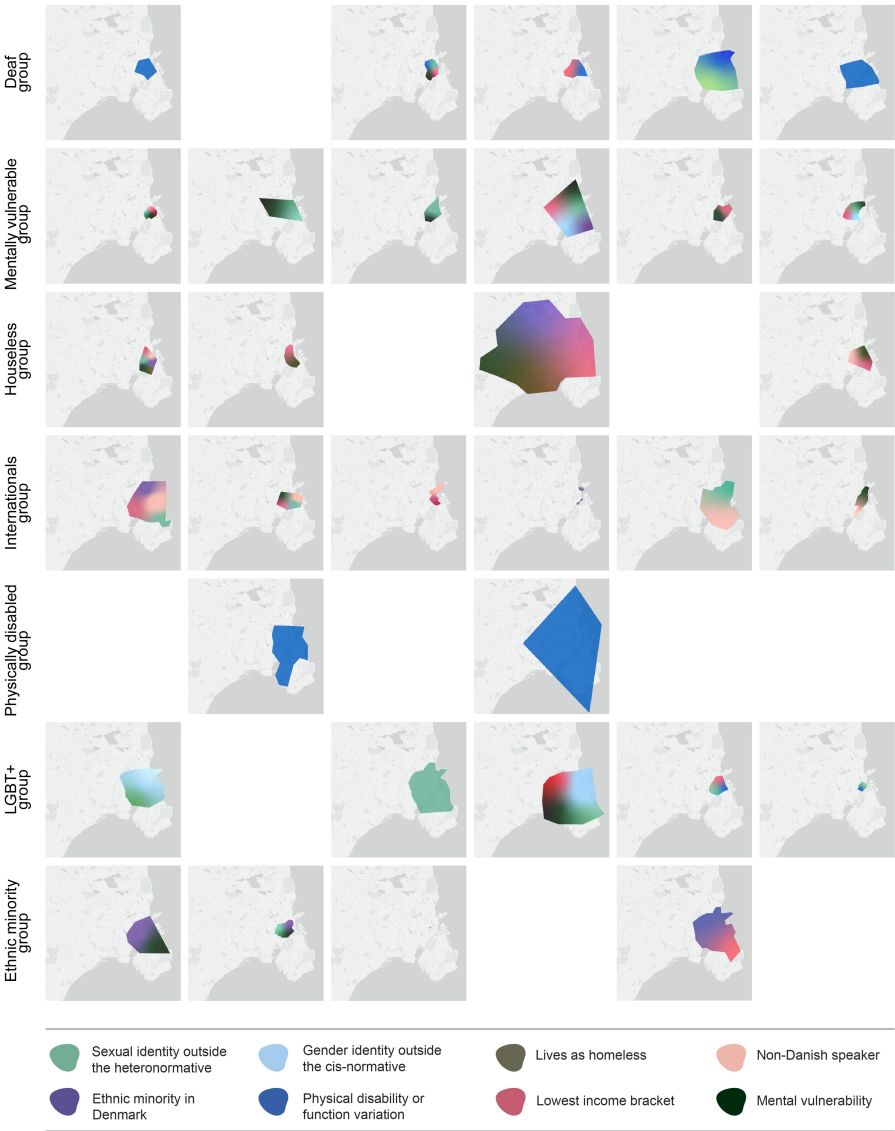 Deaf
group
Mentally vulnerable
group
Houseless
group
Internationals
group
Physically disabled
group
LGBT+
group
Ethnic minority
group
Sexual identity outside
the heteronormative
Gender identity outside
the cis-normative
Lives as homeless
Non-Danish speaker
Ethnic minority in
Denmark
Physical disability or
function variation
Lowest income bracket
Mental vulnerability